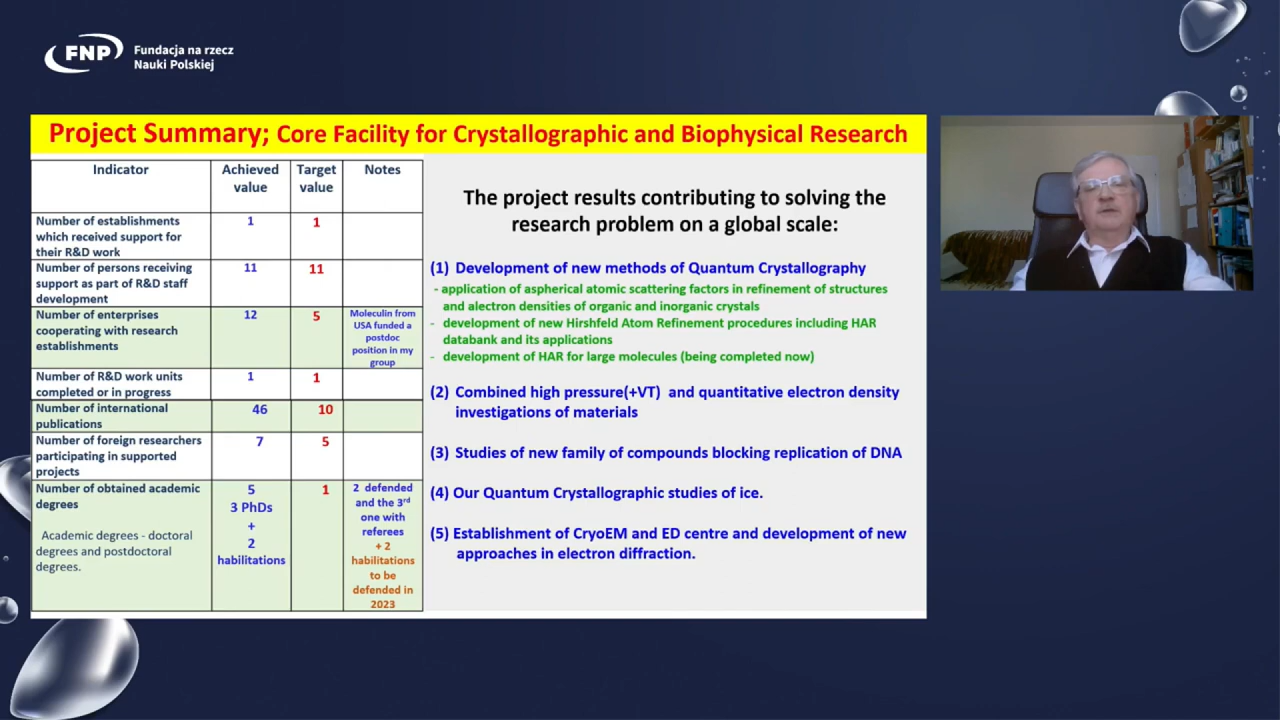 FNP
Fundacja na rzecz
Nauki Polskiej
Project Summary; Core Facility for Crystallographic and Biophysical Research
Indicator
Achieved
value
Target
value
Notes
Number of establishments
which received support for
their R&D work
1
1
Number of persons receiving
support as part of R&D staff
development
11
11
Number of enterprises
cooperating with research
establishments
12
5
Moleculin from
USA funded a
postdoc
position in my
group
Number of R&D work units
completed or in progress
1
1
Number of international
publications
46
10
Number of foreign researchers
participating in supported
projects
7
5
Number of obtained academic
degrees
Academic degrees - doctoral
degrees and postdoctoral
degrees.
5
3 PhDs
+
2
habilitations
1
2 defended
and the 3rd
one with
referees
+ 2
habilitations
to be
defended in
2023
The project results contributing to solving the
research problem on a global scale:
(1) Development of new methods of Quantum Crystallography
- application of aspherical atomic scattering factors in refinement of structures
and alectron densities of organic and inorganic crystals
- development of new Hirshfeld Atom Refinement procedures including HAR
databank and its applications
- development of HAR for large molecules (being completed now)
(2) Combined high pressure(+VT) and quantitative electron density
investigations of materials
(3) Studies of new family of compounds blocking replication of DNA
(4) Our Quantum Crystallographic studies of ice.
(5) Establishment of CryoEM and ED centre and development of new
approaches in electron diffraction.